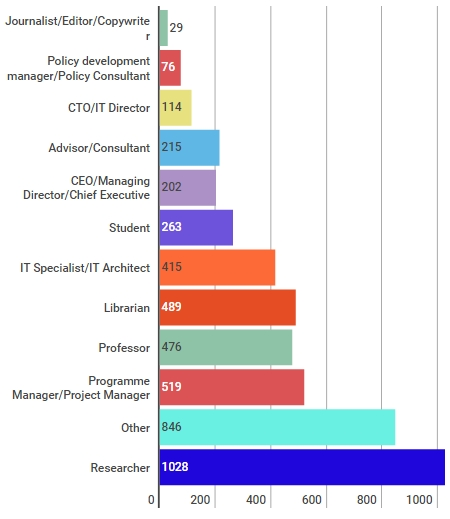 Journalist/Editor/Copywrite
r
29
Policy development
manager/Policy Consultant
76
CTO/IT Director
114
Advisor/Consultant
215
CEO/Managing
Director/Chief Executive
202
Student
263
IT Specialist/IT Architect
415
Librarian
489
Professor
476
Programme
Manager/Project Manager
519
Other
846
Researcher
1028
0 200 400 600 800 1000